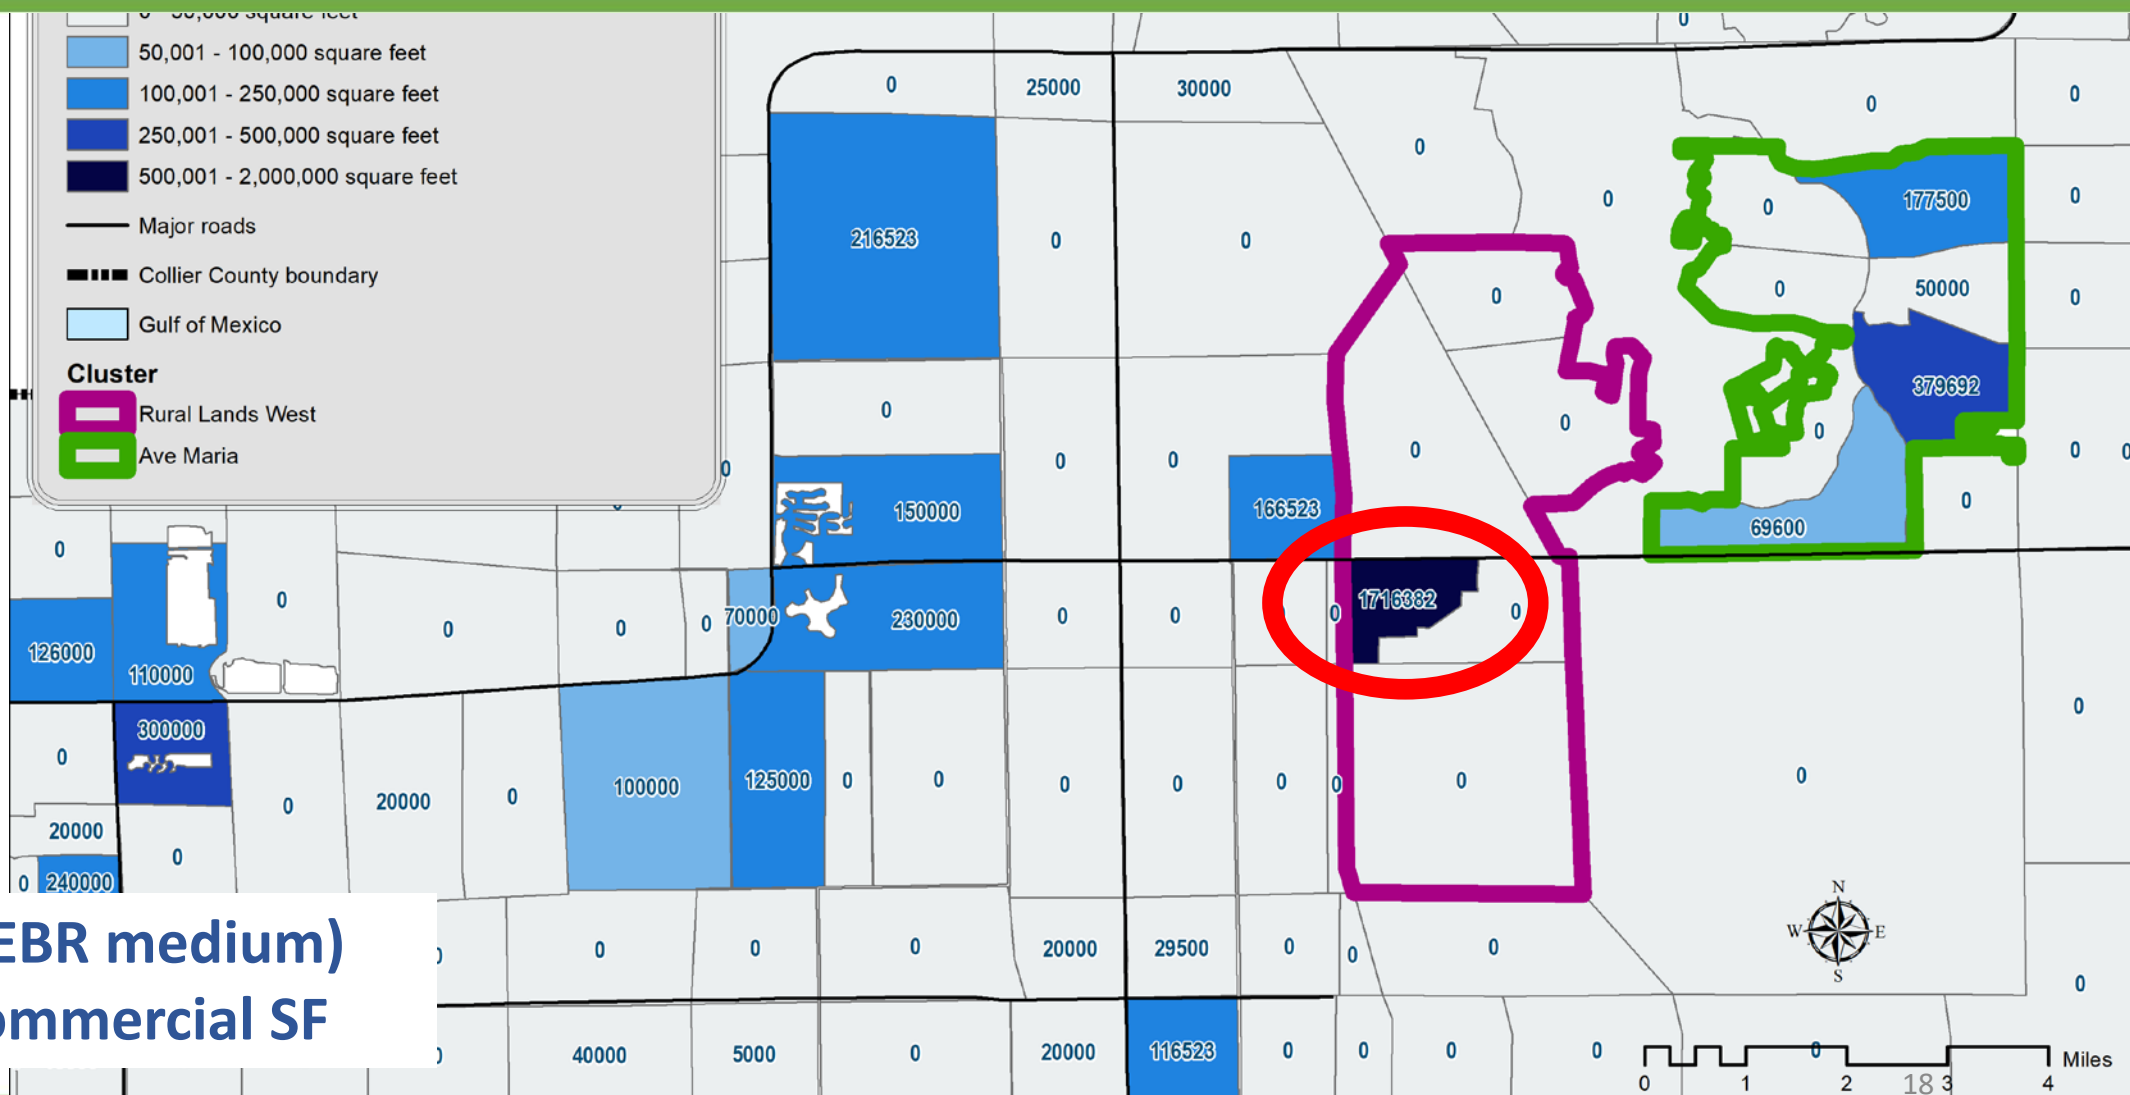 0 - 50,000 square feet
50,001 - 100,000 square feet
100,001 - 250,000 square feet
250,001 - 500,000 square feet
500,001 - 2,000,000 square feet
Major roads
Collier County boundary
Gulf of Mexico
Cluster
Rural Lands West
Ave Maria
0
0 25000 30000 0 0
0
216523 0 0 0 0 177500 0
0 0 50000 0
0 379692
0 0 0 0 0 0 0 0
0
150000 166523 0
69600
0
0 0 0 0 70000 230000 0 0 0 1716382 0
126000 110000
300000 0
0 0 20000 0 100000 125000 0 0 0 0 0 0 0 0
20000 0
0 240000
EBR medium)
ommercial SF
0 0 0 20000 29500 0 0 0 0
40000 5000 0 20000 116523 0 0 0 0 0
N
W E
S
0 1 2 3 4 Miles
18